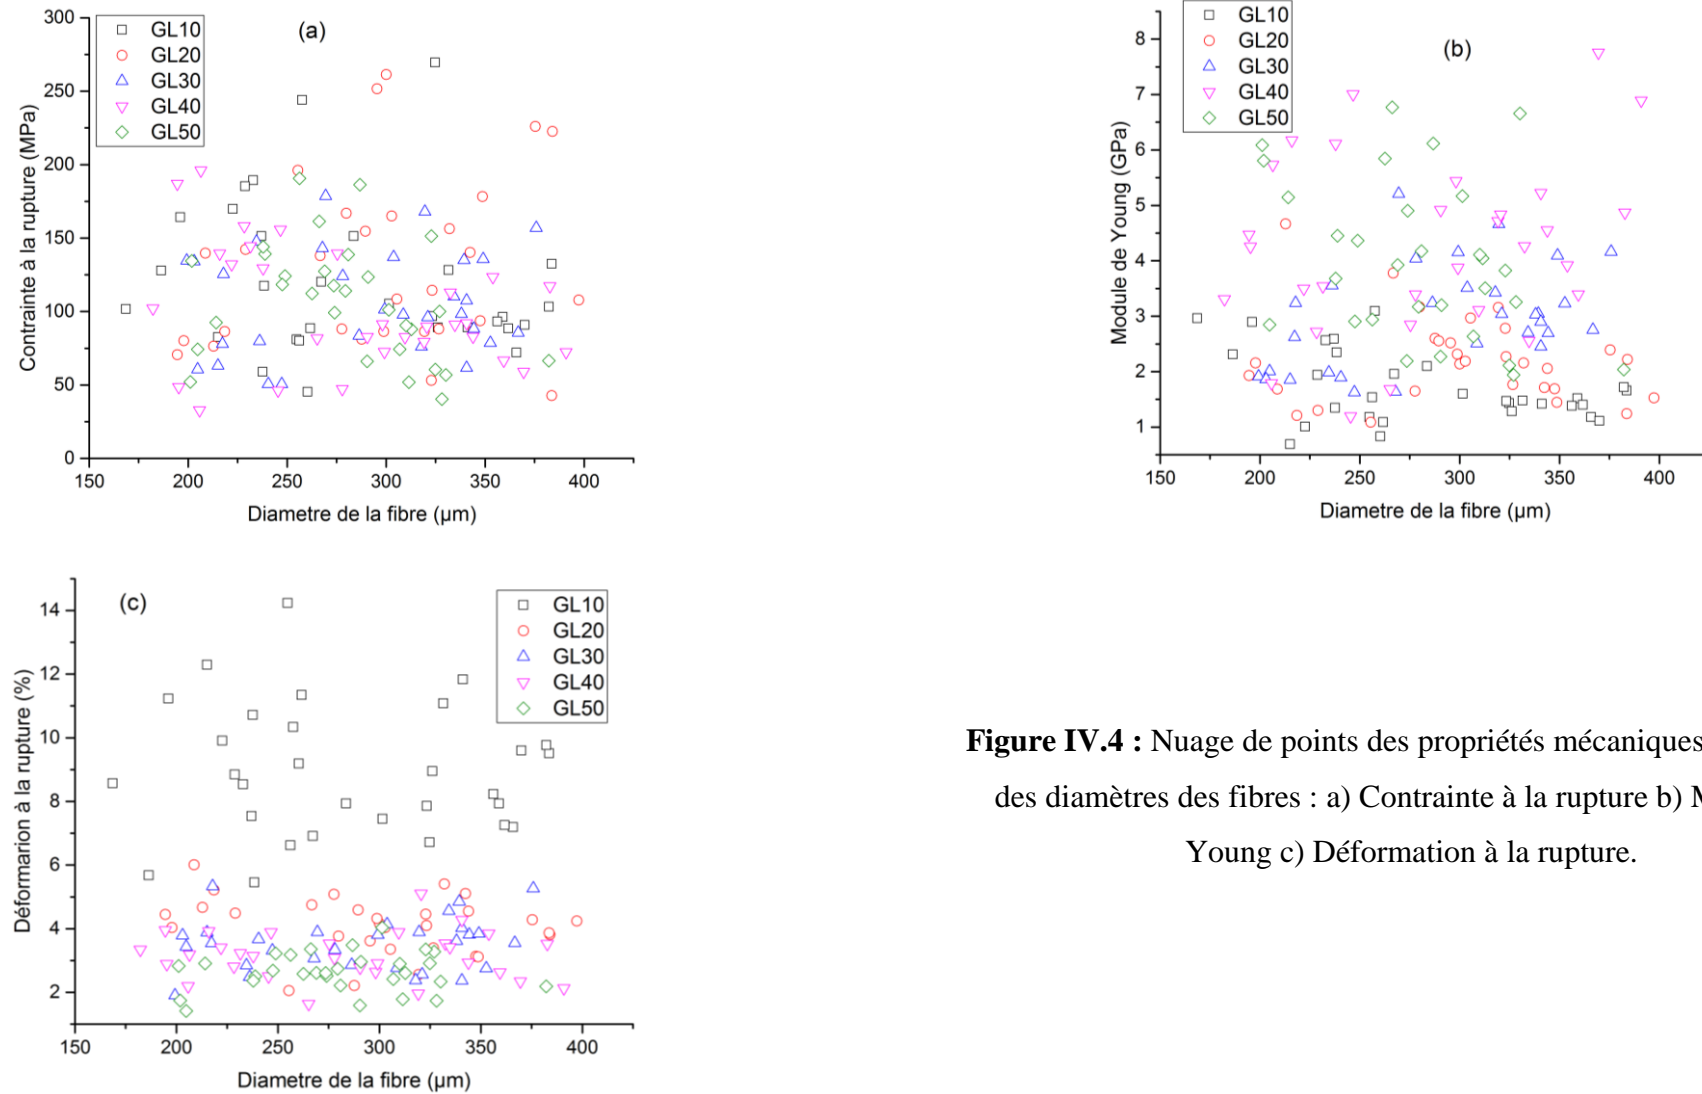 300
250
200
150
100
50
0
GL10
GL20
GL30
GL40
GL50
(a)
Contrainte à la rupture (MPa)
150
200
250
300
350
400
Diametre de la fibre (µm)
8
7
6
5
4
3
2
1
GL10
GL20
GL30
GL40
GL50
(b)
Module de Young (GPa)
150
200
250
300
350
400
Diametre de la fibre (µm)
14
12
10
8
6
4
2
(c)
GL10
GL20
GL30
GL40
GL50
Déformarion à la rupture (%)
150
200
250
300
350
400
Diametre de la fibre (µm)
Figure IV.4 : Nuage de points des propriétés mécaniques
des diamètres des fibres : a) Contrainte à la rupture b)
Young c) Déformation à la rupture.